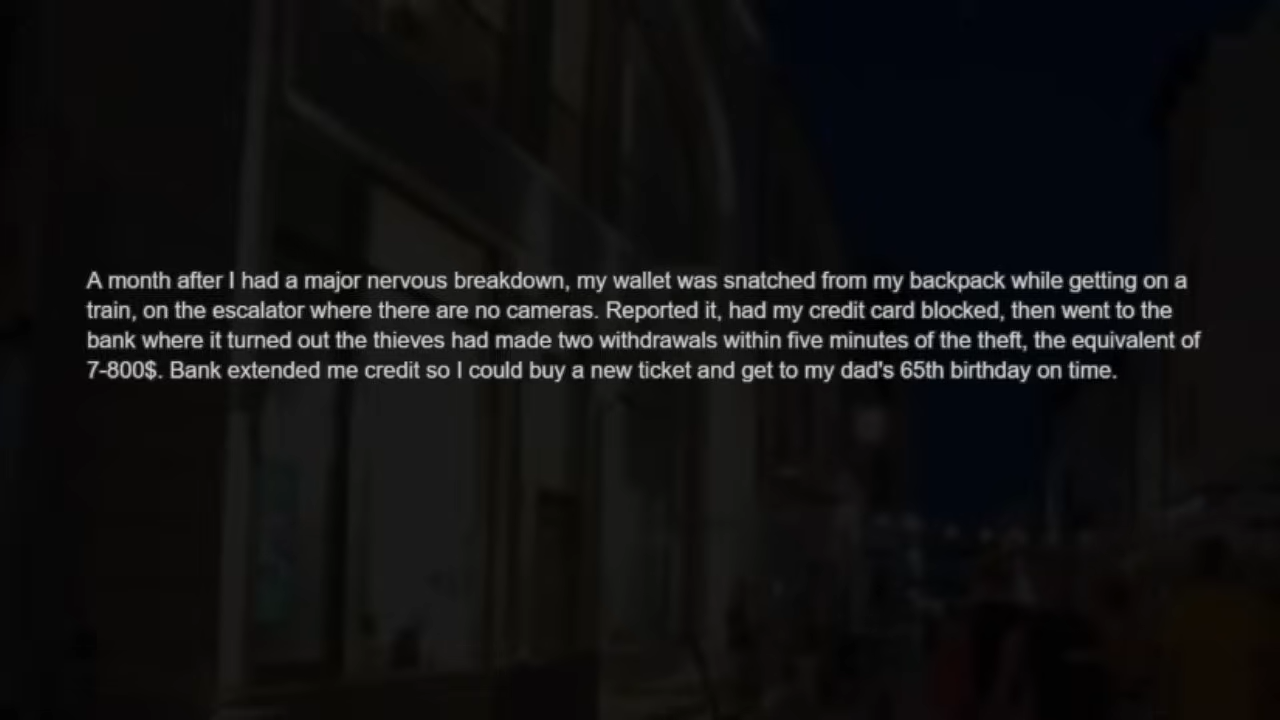 A month after I had a major nervous breakdown, my wallet was snatched from my backpack while getting on a
train, on the escalator where there are no cameras. Reported it, had my credit card blocked, then went to the
bank where it turned out the thieves had made two withdrawals within five minutes of the theft, the equivalent of
7-800$. Bank extended me credit so I could buy a new ticket and get to my dad's 65th birthday on time.